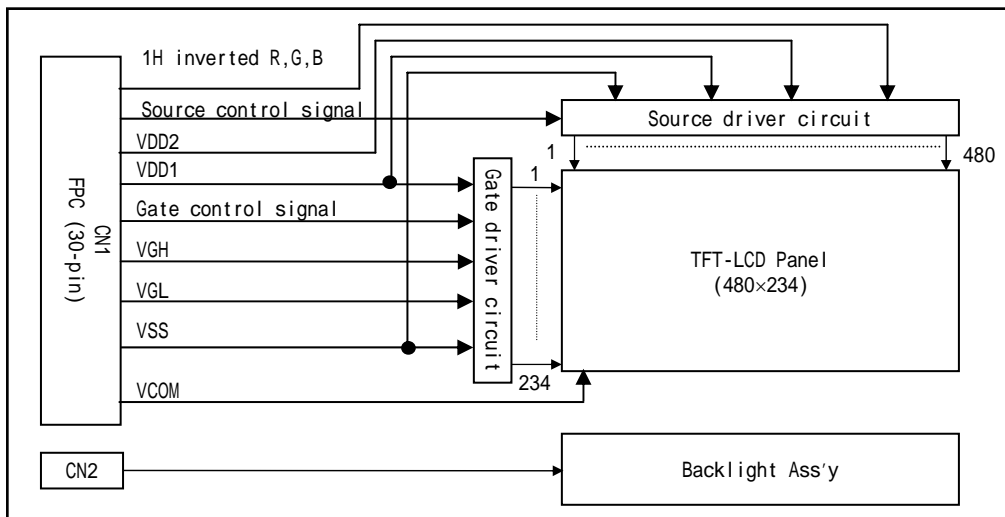 1H inverted R,G,B
Source control signal
VDD2
VDD1
Gate control signal
VGH
VGL
VSS
VCOM
CN1
FPC (30-pin)
Gate driver circuit
1
234
Source driver circuit
1
480
TFT-LCD Panel
(480×234)
CN2
Backlight Ass'y